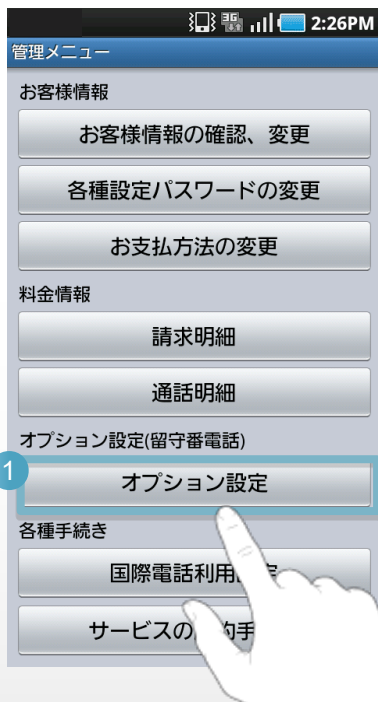 3G 2:26PM
管理メニュー
お客様情報
お客様情報の確認、変更
各種設定パスワードの変更
お支払方法の変更
料金情報
請求明細
通話明細
オプション設定(留守番電話)
1
オプション設定
各種手続き
国際電話利用
サービスの